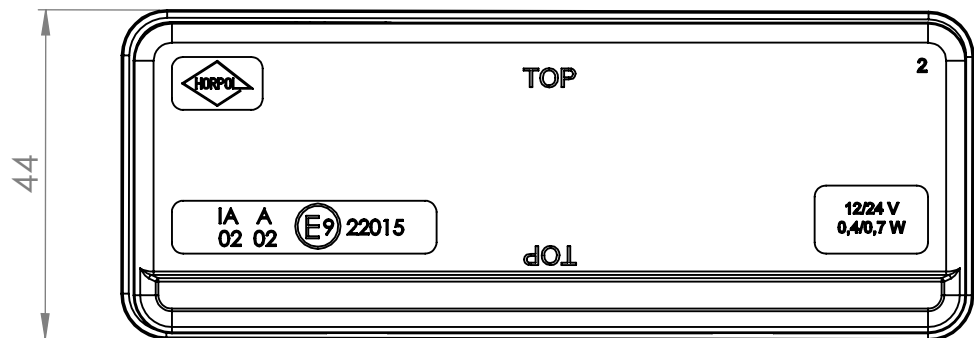 44
HORPOL
TOP
2
IA A
02 02
E9 22015
12/24 V
0,4/0,7 W
TOP